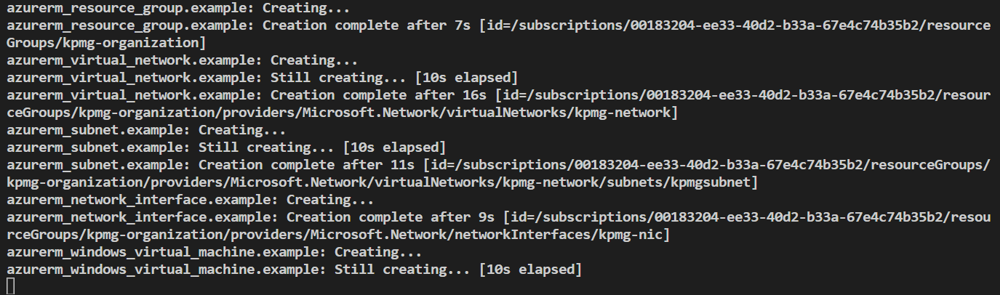 azurerm_resource_group.example: Creating...
azurerm_resource_group.example: Creation complete after 7s [id=/subscriptions/00183204-ee33-40d2-b33a-67e4c74b35b2/resource
Groups/kpmg-organization]
azurerm_virtual_network.example: Creating...
azurerm_virtual_network.example: Still creating... [10s elapsed]
azurerm_virtual_network.example: Creation complete after 16s [id=/subscriptions/00183204-ee33-40d2-b33a-67e4c74b35b2/resour
ceGroups/kpmg-organization/providers/Microsoft.Network/virtualNetworks/kpmg-network]
azurerm_subnet.example: Creating...
azurerm_subnet.example: Still creating... [10s elapsed]
azurerm_subnet.example: Creation complete after 11s [id=/subscriptions/00183204-ee33-40d2-b33a-67e4c74b35b2/resourceGroups/
kpmg-organization/providers/Microsoft.Network/virtualNetworks/kpmg-network/subnets/kpmgsubnet]
azurerm_network_interface.example: Creating...
azurerm_network_interface.example: Creation complete after 9s [id=/subscriptions/00183204-ee33-40d2-b33a-67e4c74b35b2/resou
rceGroups/kpmg-organization/providers/Microsoft.Network/networkInterfaces/kpmg-nic]
azurerm_windows_virtual_machine.example: Creating...
azurerm_windows_virtual_machine.example: Still creating... [10s elapsed]